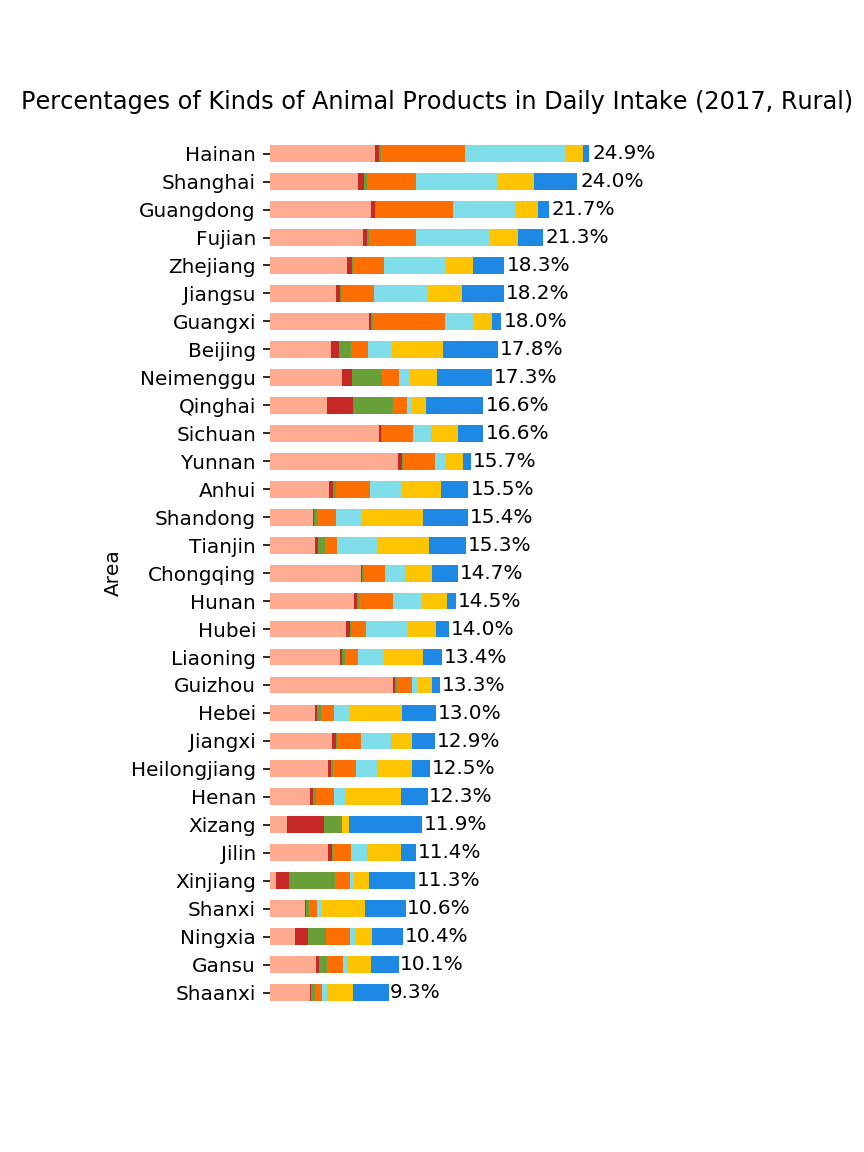 Percentages of Kinds of Animal Products in Daily Intake (2017, Rural)
Hainan 24.9%
Shanghai 24.0%
Guangdong 21.7%
Fujian 21.3%
Zhejiang 18.3%
Jiangsu 18.2%
Guangxi 18.0%
Beijing 17.8%
Neimenggu 17.3%
Qinghai 16.6%
Sichuan 16.6%
Yunnan 15.7%
Anhui 15.5%
Shandong 15.4%
Tianjin 15.3%
Area
Chongqing 14.7%
Hunan 14.5%
Hubei 14.0%
Liaoning 13.4%
Guizhou 13.3%
Hebei 13.0%
Jiangxi 12.9%
Heilongjiang 12.5%
Henan 12.3%
Xizang 11.9%
Jilin 11.4%
Xinjiang 11.3%
Shanxi 10.6%
Ningxia 10.4%
Gansu 10.1%
Shaanxi 9.3%